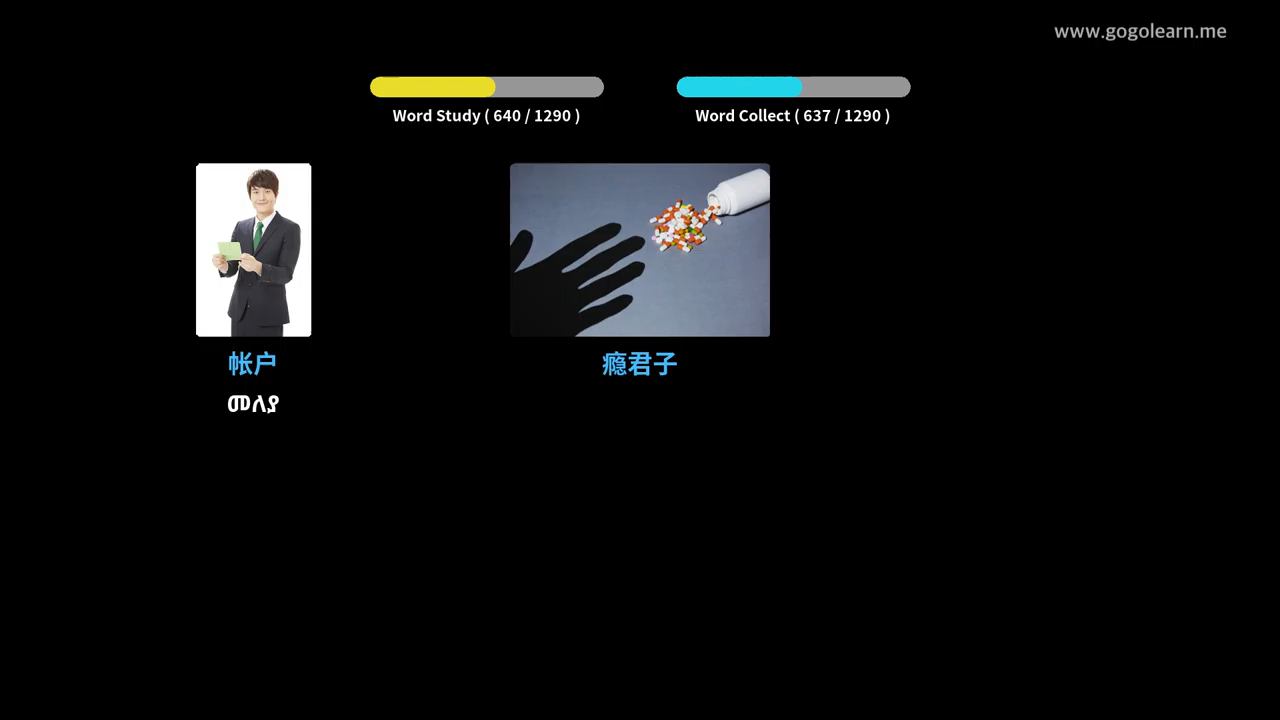 www.gogolearn.me
Word Study ( 640 / 1290 )
Word Collect ( 637 / 1290 )
帐户
መለያ
瘾君子